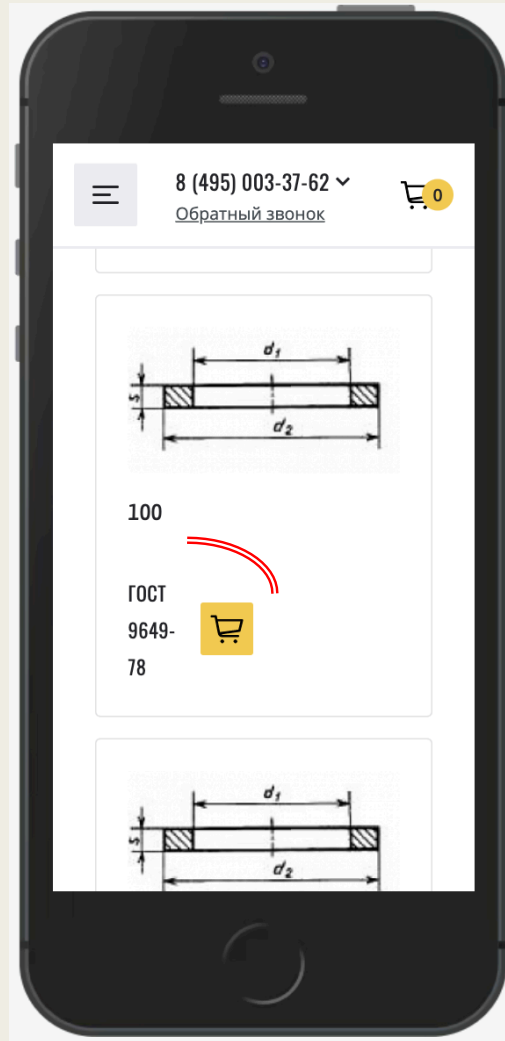 8 (495) 003-37-62
0
Обратный звонок
d₁
s
d₂
100
ГОСТ
9649-
78
d₁
s
d₂